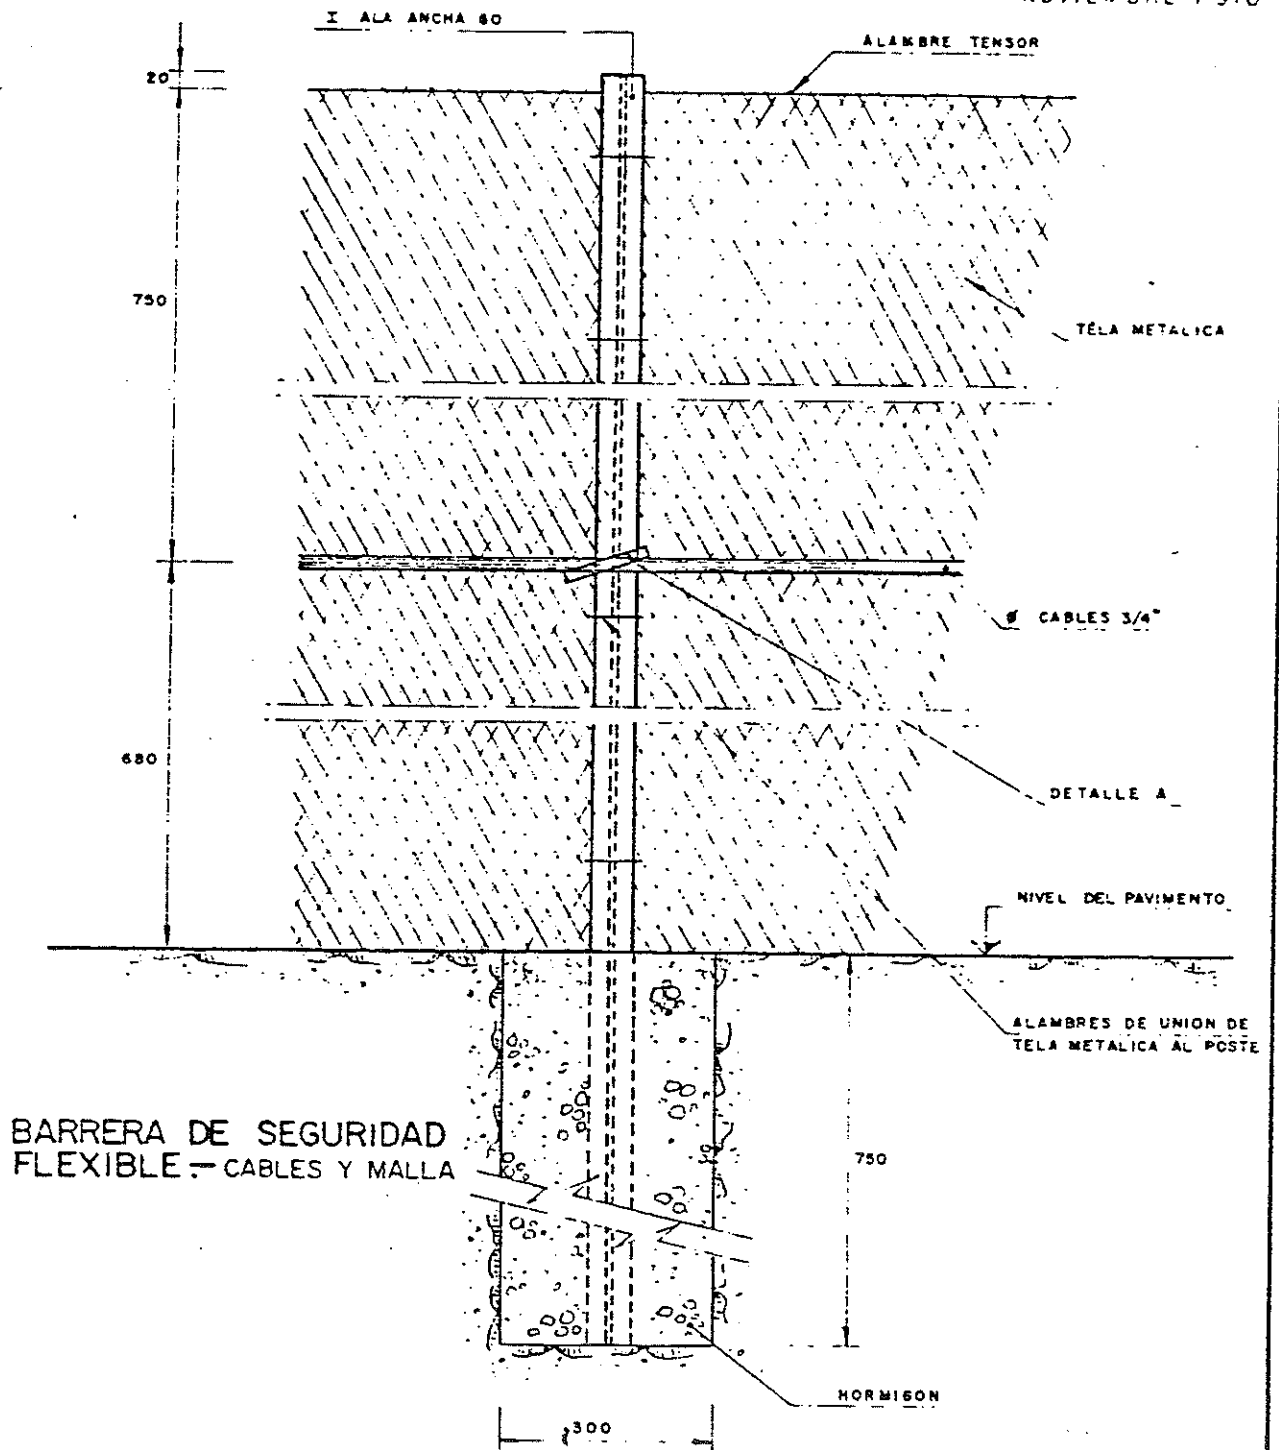 I ALA ANCHA 60
ALAMBRE TENSOR
20
750
TELA METALICA
Ø CABLES 3/4"
680
DETALLE A
NIVEL DEL PAVIMENTO
ALAMBRES DE UNION DE
TELA METALICA AL POSTE
BARRERA DE SEGURIDAD
FLEXIBLE.- CABLES Y MALLA
750
HORMIGON
300